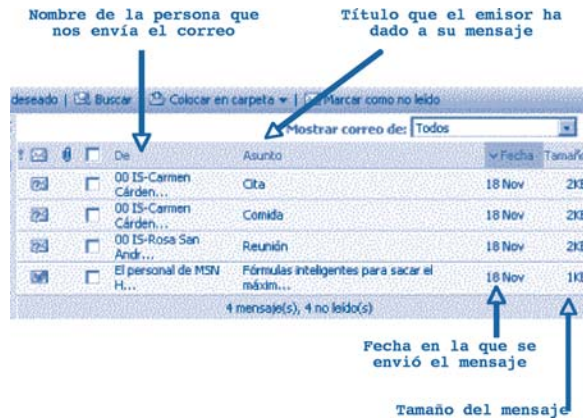 Nombre de la persona que
nos envía el correo
Título que el emisor ha
dado a su mensaje
deseado | Buscar | Colocar en carpeta | Marcar como no leído
Mostrar correo de: Todos
! De Asunto Fecha Tamaño
00 IS-Carmen
Cárden...
Cita 18 Nov 2KB
00 IS-Carmen
Cárden...
Comida 18 Nov 2KB
00 IS-Rosa San
Andr...
Reunión 18 Nov 2KB
El personal de MSN
H...
Fórmulas inteligentes para sacar el
máxim...
18 Nov 1KB
4 mensaje(s), 4 no leído(s)
Fecha en la que se
envió el mensaje
Tamaño del mensaje